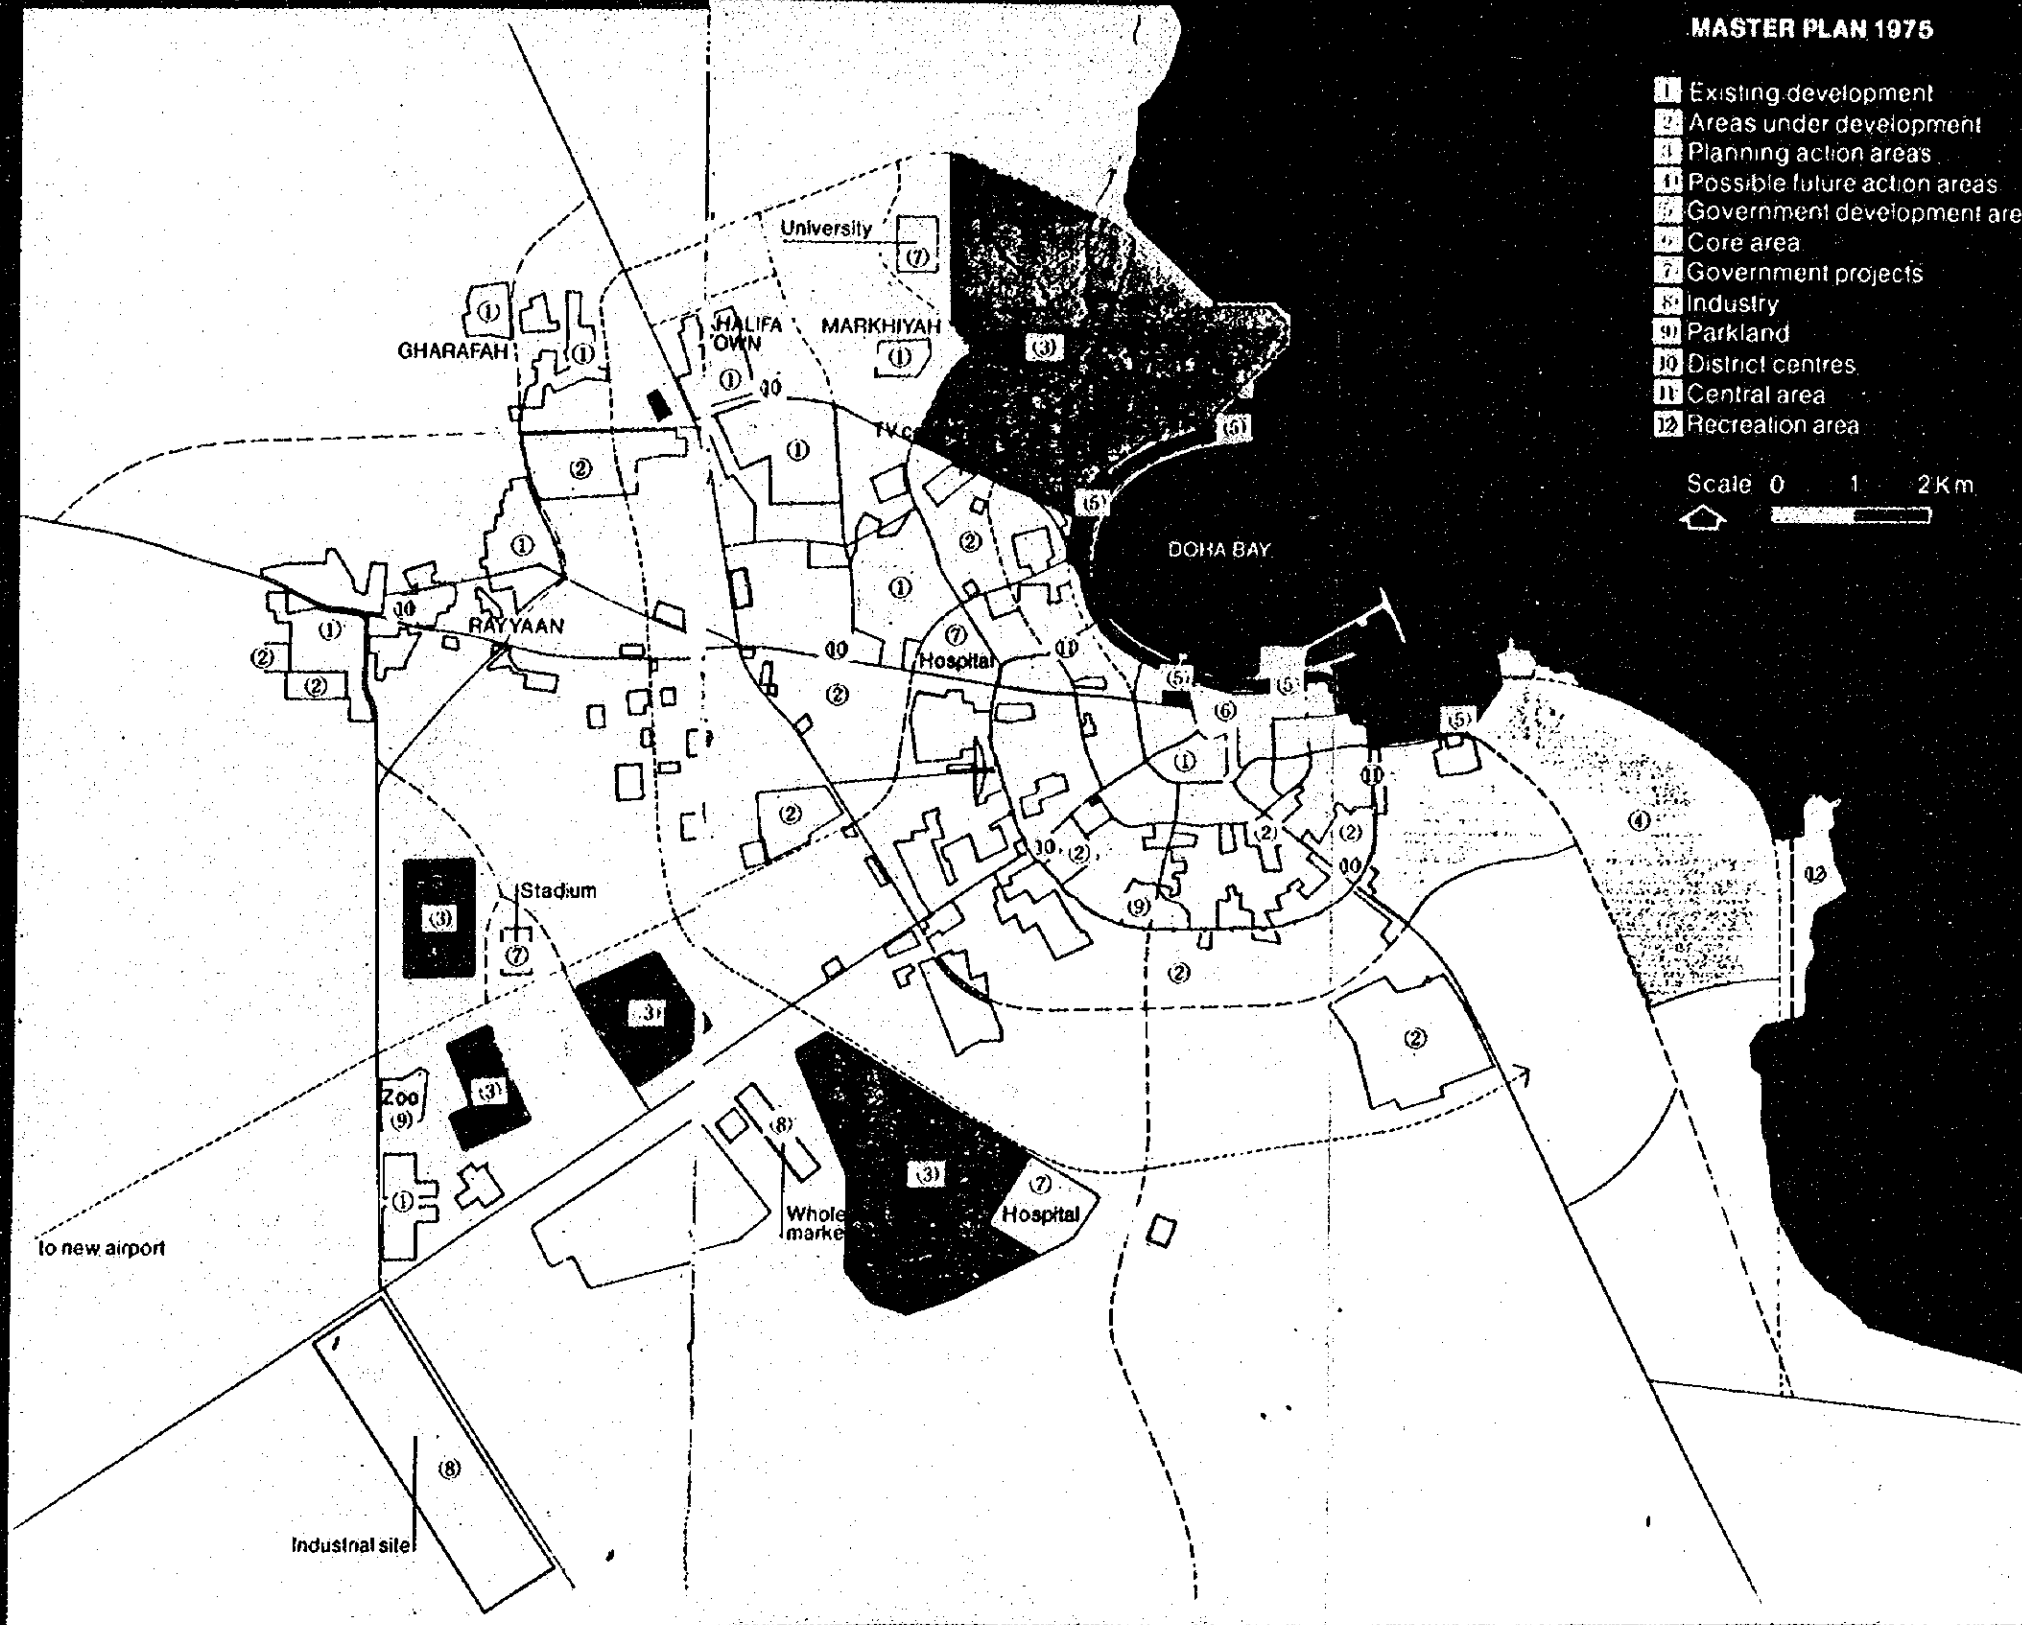 MASTER PLAN 1975
1 Existing development
2 Areas under development
3 Planning action areas
4 Possible future action areas
5 Government development are
6 Core area
7 Government projects
8 Industry
9 Parkland
10 District centres
11 Central area
12 Recreation area
Scale 0 1 2Km
University
(7)
(1)
GHARAFAH
(1)
HALIFA
OWN
(1)
10
MARKHIYAH
(1)
(3)
(5)
TV c
(1)
(2)
(5)
(1)
(2)
DOHA BAY
(1)
10
RAYYAAN
(1)
(2)
(2)
10
(7)
Hospital
11
(2)
(5)
(5)
(6)
(5)
(1)
11
(2)
10
(2)
(2)
(2)
10
(4)
12
(9)
(3)
Stadium
(7)
(2)
(3)
(2)
(3)
Zoo
(9)
(8)
(3)
(7)
Hospital
(1)
Whole
marke
to new airport
(8)
Industrial site